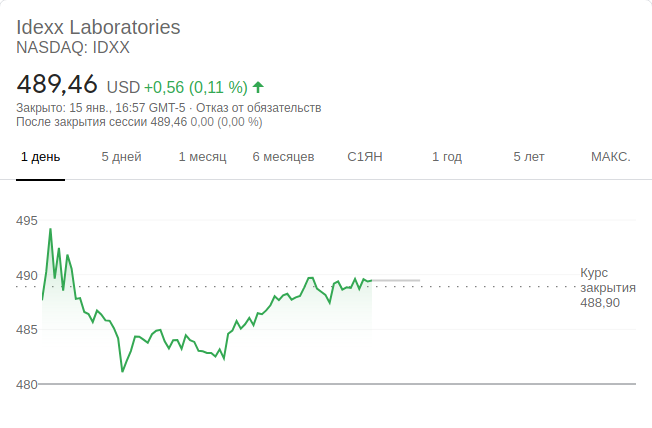 Idexx Laboratories
NASDAQ: IDXX
489,46 USD +0,56 (0,11 %)
Закрыто: 15 янв., 16:57 GMT-5 · Отказ от обязательств
После закрытия сессии 489,46 0,00 (0,00 %)
1 день 5 дней 1 месяц 6 месяцев С1ЯН 1 год 5 лет МАКС.
495
490
485
480
Курс
закрытия
488,90